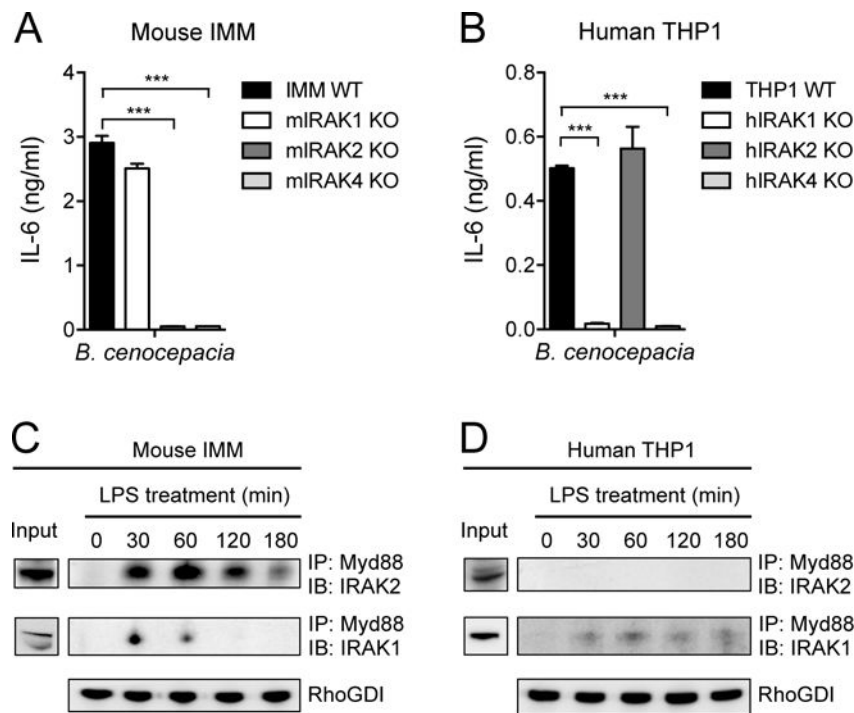 A
Mouse IMM
IL-6 (ng/ml)
4
3
2
1
0
***
***
IMM WT
mIRAK1 KO
mIRAK2 KO
mIRAK4 KO
B. cenocepacia
B
Human THP1
IL-6 (ng/ml)
0.8
0.6
0.4
0.2
0.0
***
***
THP1 WT
hIRAK1 KO
hIRAK2 KO
hIRAK4 KO
B. cenocepacia
C
Mouse IMM
LPS treatment (min)
Input
0 30 60 120 180
IP: Myd88
IB: IRAK2
IP: Myd88
IB: IRAK1
RhoGDI
D
Human THP1
LPS treatment (min)
Input
0 30 60 120 180
IP: Myd88
IB: IRAK2
IP: Myd88
IB: IRAK1
RhoGDI